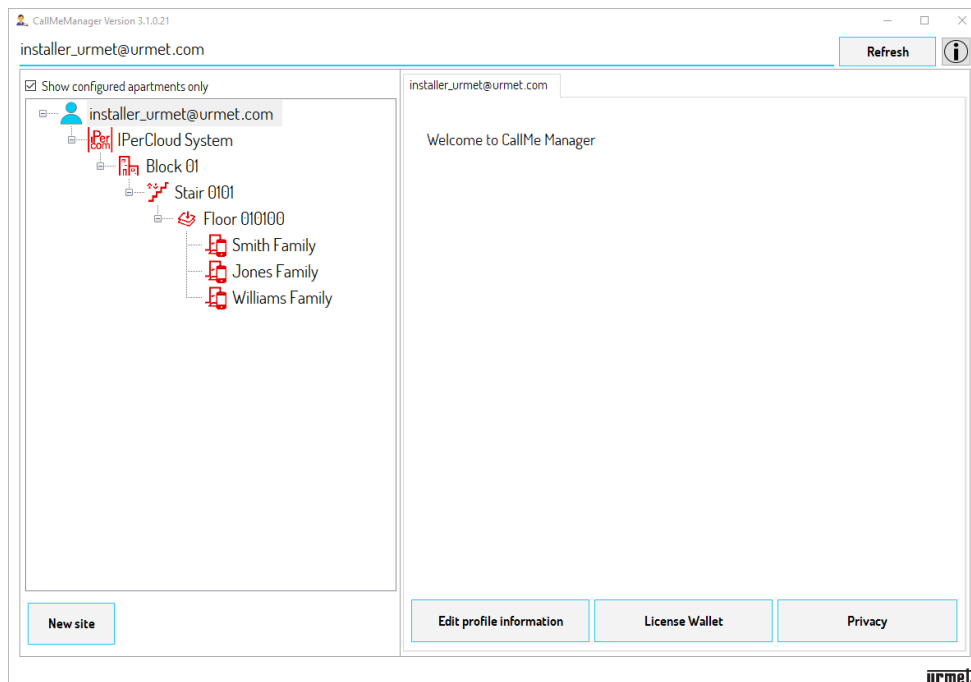 CallMeManager Version 3.1.0.21
installer_urmet@urmet.com
Refresh
Show configured apartments only
installer_urmet@urmet.com
IPerCom
IPerCloud System
Block 01
Stair 0101
Floor 010100
Smith Family
Jones Family
Williams Family
New site
installer_urmet@urmet.com
Welcome to CallMe Manager
Edit profile information
License Wallet
Privacy
urmet